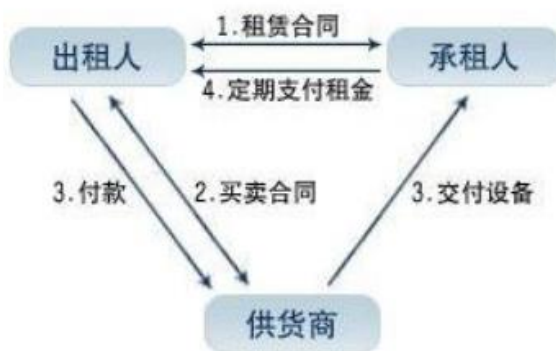 1.租赁合同
出租人
承租人
4.定期支付租金
3.付款
2.买卖合同
3.交付设备
供货商